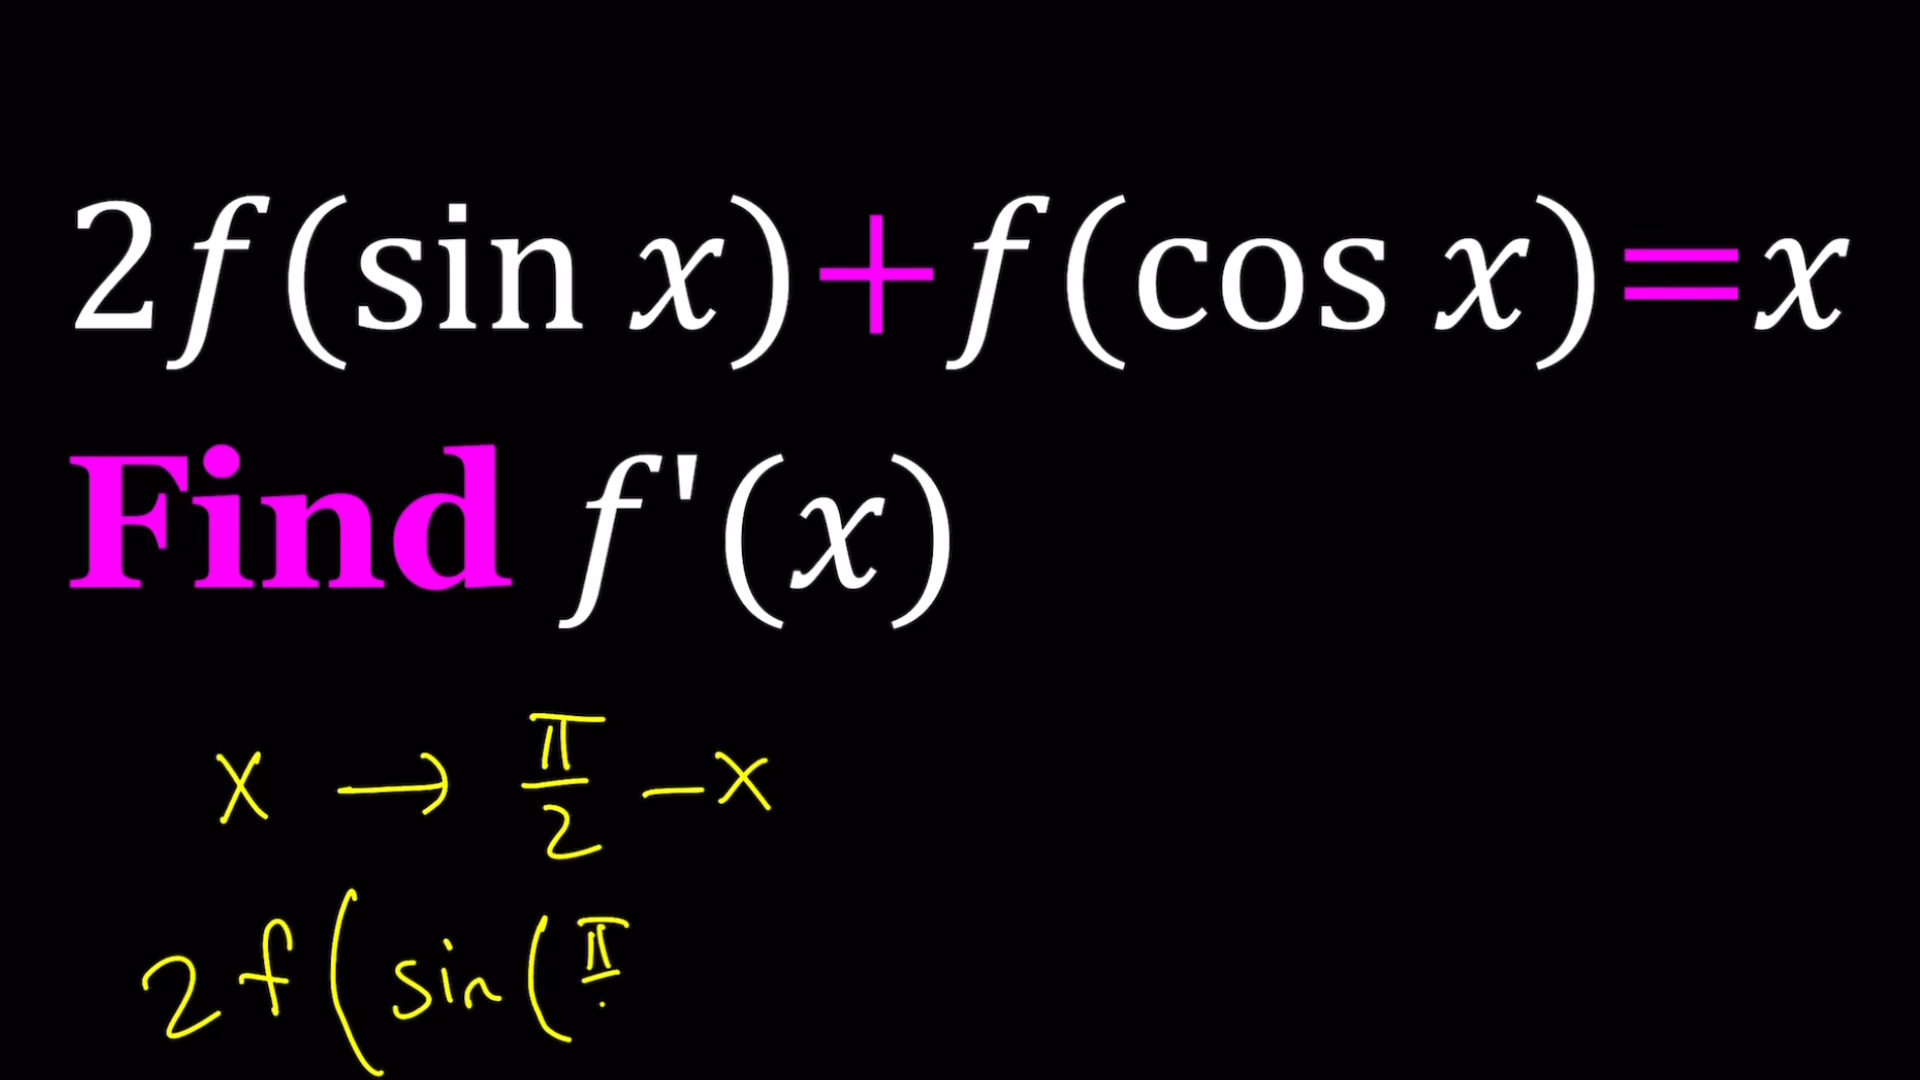 2f(sin x)+f(cos x)=x
Find f'(x)
x → π/2 − x
2f(sin(π